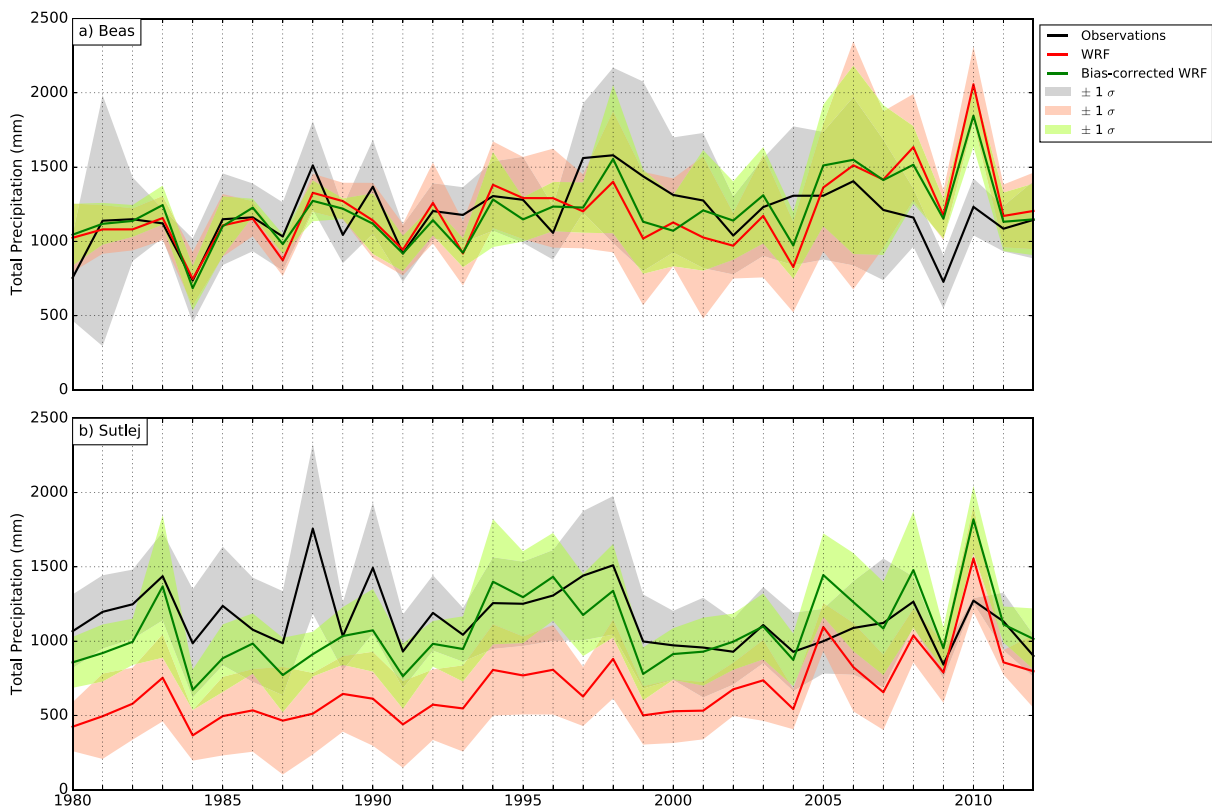 a) Beas
Total Precipitation (mm)
2500
2000
1500
1000
500
0
Observations
WRF
Bias-corrected WRF
± 1 σ
± 1 σ
± 1 σ
b) Sutlej
Total Precipitation (mm)
2500
2000
1500
1000
500
0
1980 1985 1990 1995 2000 2005 2010